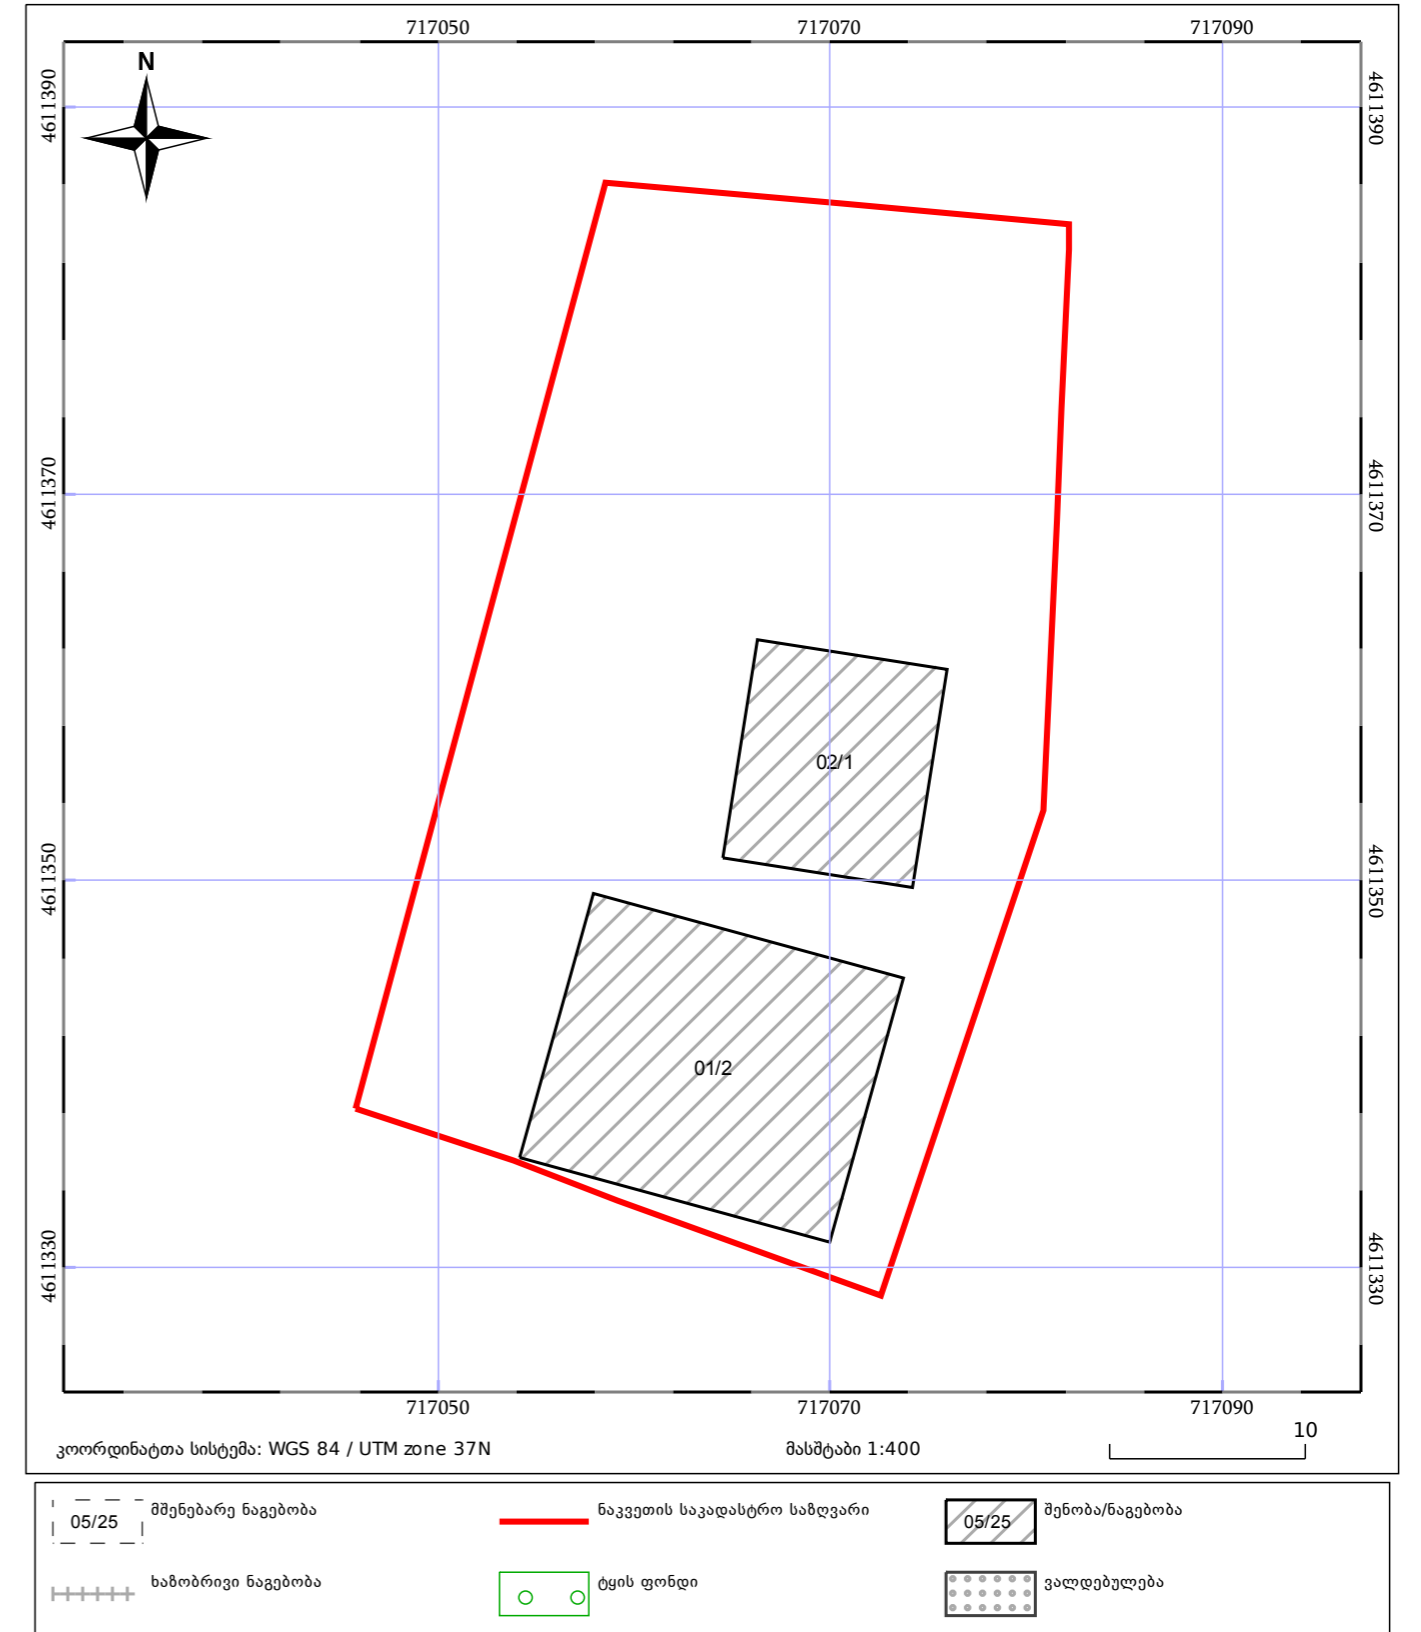 717050 717070 717090
N
4611390 4611390
4611370 4611370
02/1
4611350 4611350
01/2
4611330 4611330
717050 717070 717090
კოორდინატთა სისტემა: WGS 84 / UTM zone 37N მასშტაბი 1:400 10
05/25 მშენებარე ნაგებობა ნაკვეთის საკადასტრო საზღვარი 05/25 შენობა/ნაგებობა
ხაზობრივი ნაგებობა ტყის ფონდი ვალდებულება